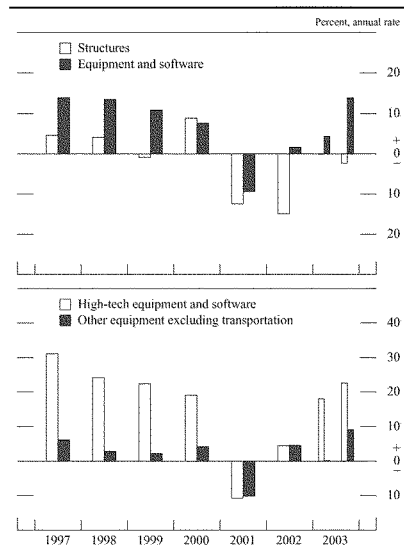 Percent, annual rate
Structures
Equipment and software
20
10
+
0
−
10
20
High-tech equipment and software
Other equipment excluding transportation
40
30
20
10
+
0
−
10
1997 1998 1999 2000 2001 2002 2003